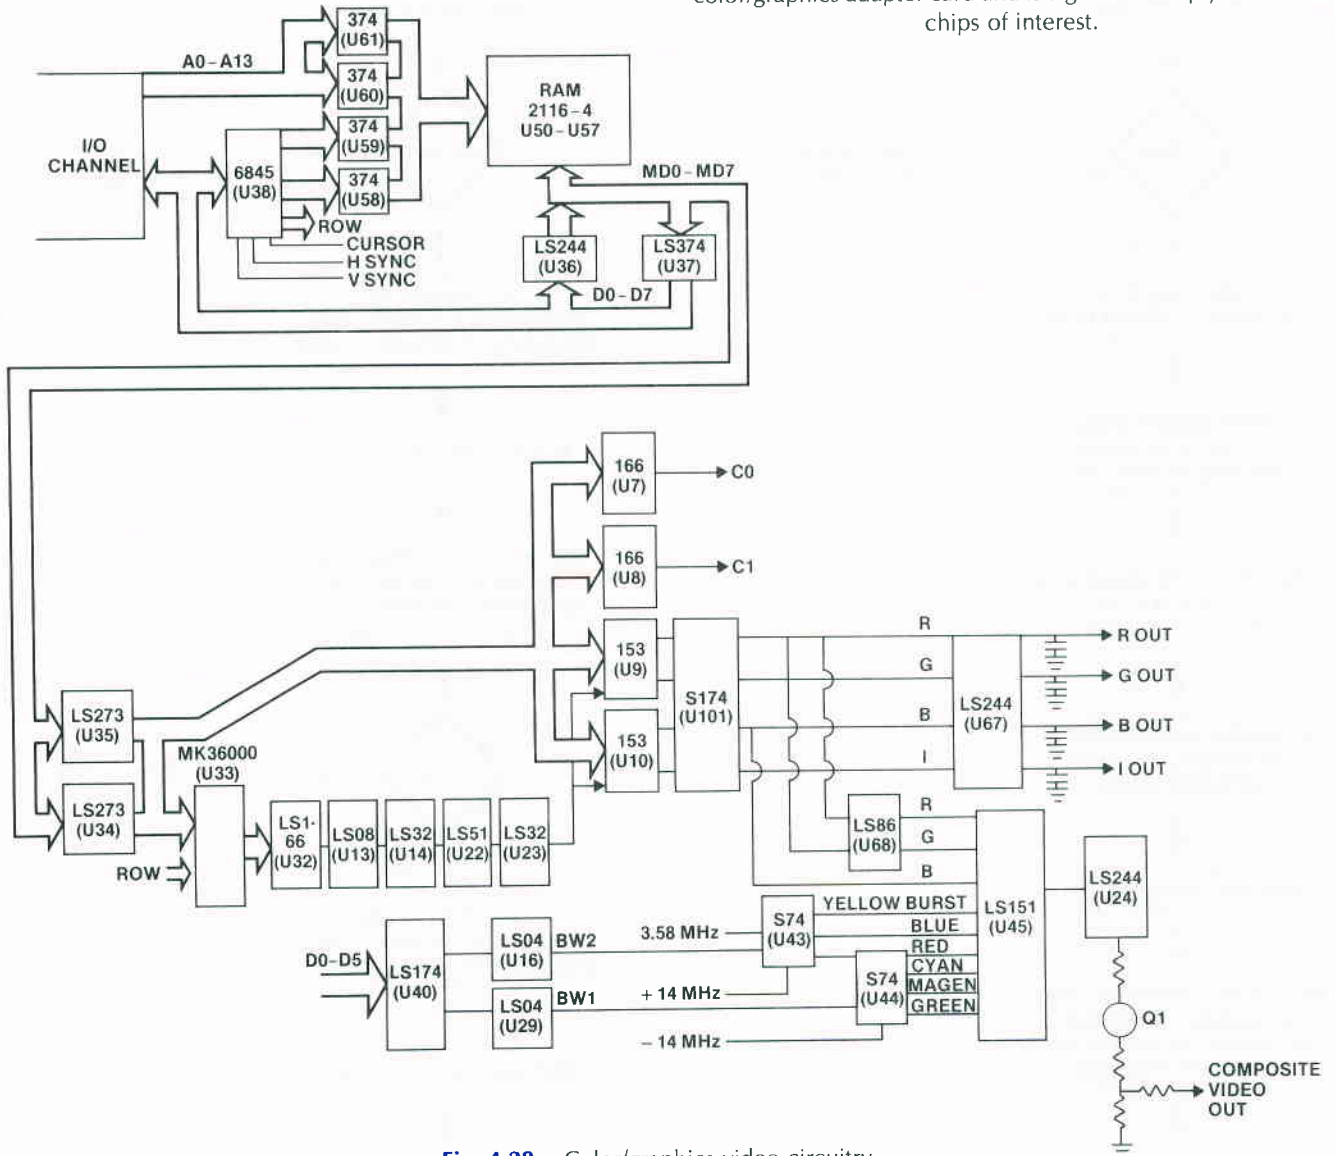 chips of interest.
374
(U61)
A0–A13
374
(U60)
RAM
2116–4
U50–U57
374
(U59)
I/O
CHANNEL
6845
(U38)
374
(U58)
MD0–MD7
ROW
CURSOR
H SYNC
V SYNC
LS244
(U36)
LS374
(U37)
D0–D7
166
(U7)
C0
166
(U8)
C1
153
(U9)
S174
(U101)
R
G
B
I
LS244
(U67)
R OUT
G OUT
B OUT
I OUT
LS273
(U35)
153
(U10)
MK36000
(U33)
LS273
(U34)
ROW
LS1-
66
(U32)
LS08
(U13)
LS32
(U14)
LS51
(U22)
LS32
(U23)
LS86
(U68)
R
G
B
LS151
(U45)
LS244
(U24)
YELLOW BURST
BLUE
RED
CYAN
MAGEN
GREEN
3.58 MHz
S74
(U43)
+ 14 MHz
S74
(U44)
– 14 MHz
D0–D5
LS174
(U40)
LS04
(U16)
BW2
LS04
(U29)
BW1
Q1
COMPOSITE
VIDEO
OUT